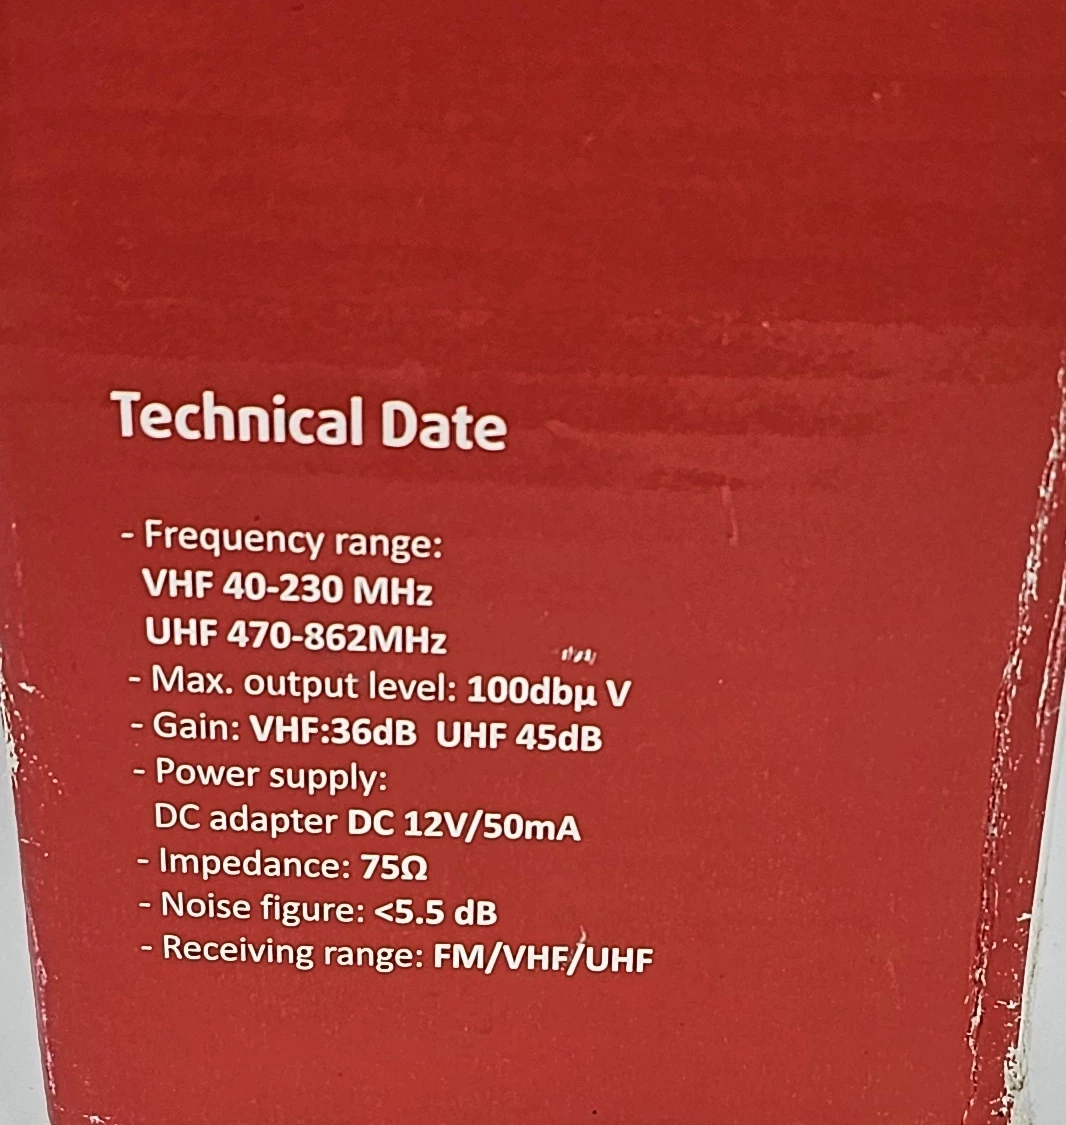 Technical Date
- Frequency range:
VHF 40-230 MHz
UHF 470-862MHz
- Max. output level: 100dbμ V
- Gain: VHF:36dB UHF 45dB
- Power supply:
DC adapter DC 12V/50mA
- Impedance: 75Ω
- Noise figure: <5.5 dB
- Receiving range: FM/VHF/UHF